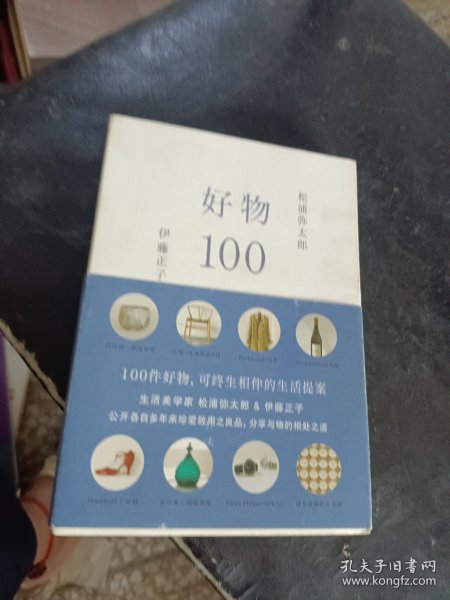 松浦弥太郎
好物
100
伊藤正子
100件好物，可终生相伴的生活提案
生活美学家 松浦弥太郎 & 伊藤正子
公开各自多年来珍爱致用之良品，分享与物的相处之道
孔夫子旧书网
www.kongfz.com